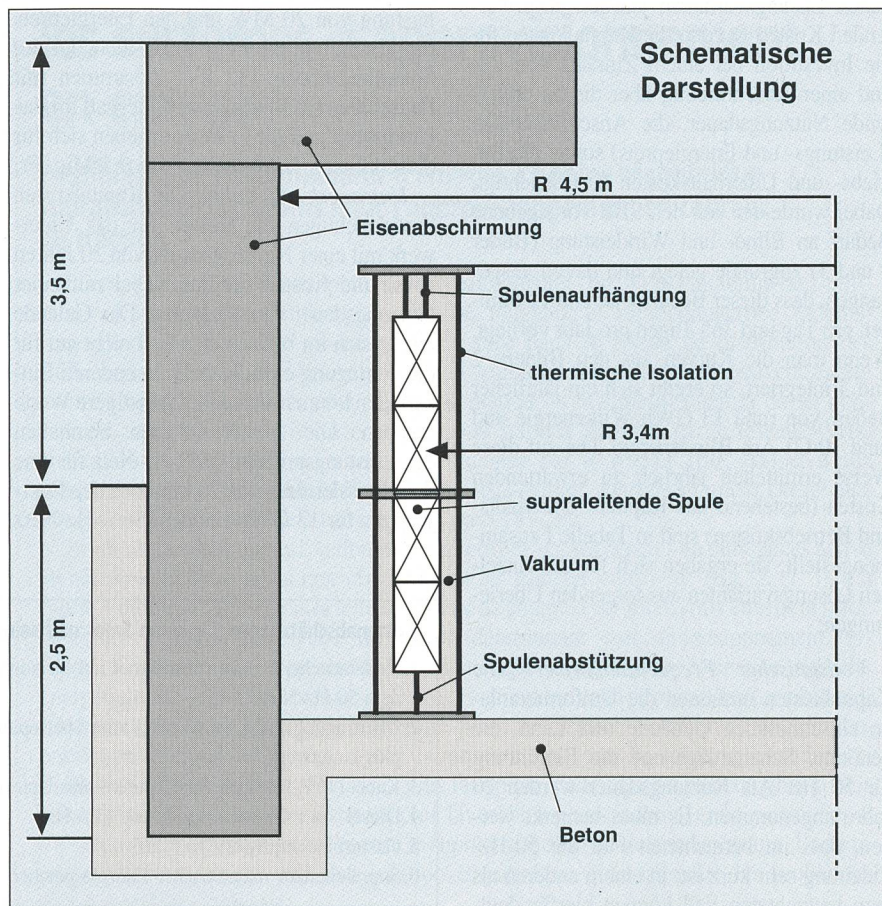 Schematische
Darstellung
R 4,5 m
Eisenabschirmung
Spulenaufhängung
thermische Isolation
R 3,4m
supraleitende Spule
Vakuum
Spulenabstützung
Beton
3,5 m
2,5 m